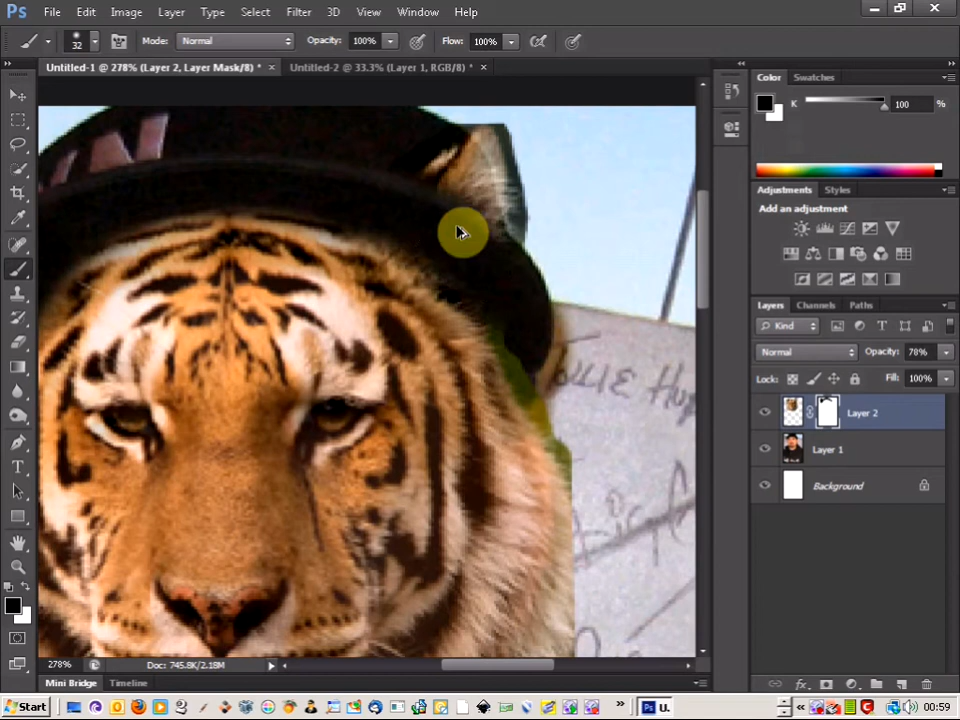 Ps File Edit Image Layer Type Select Filter 3D View Window Help
32 Mode: Normal Opacity: 100% Flow: 100%
Untitled-1 @ 278% (Layer 2, Layer Mask/8) * × Untitled-2 @ 33.3% (Layer 1, RGB/8) * ×
Color Swatches
K 100 %
Adjustments Styles
Add an adjustment
Layers Channels Paths
Kind
Normal Opacity: 78%
Lock: Fill: 100%
Layer 2
Layer 1
Background
278% Doc: 745.8K/2.18M
Mini Bridge Timeline
Start Ps U. 00:59